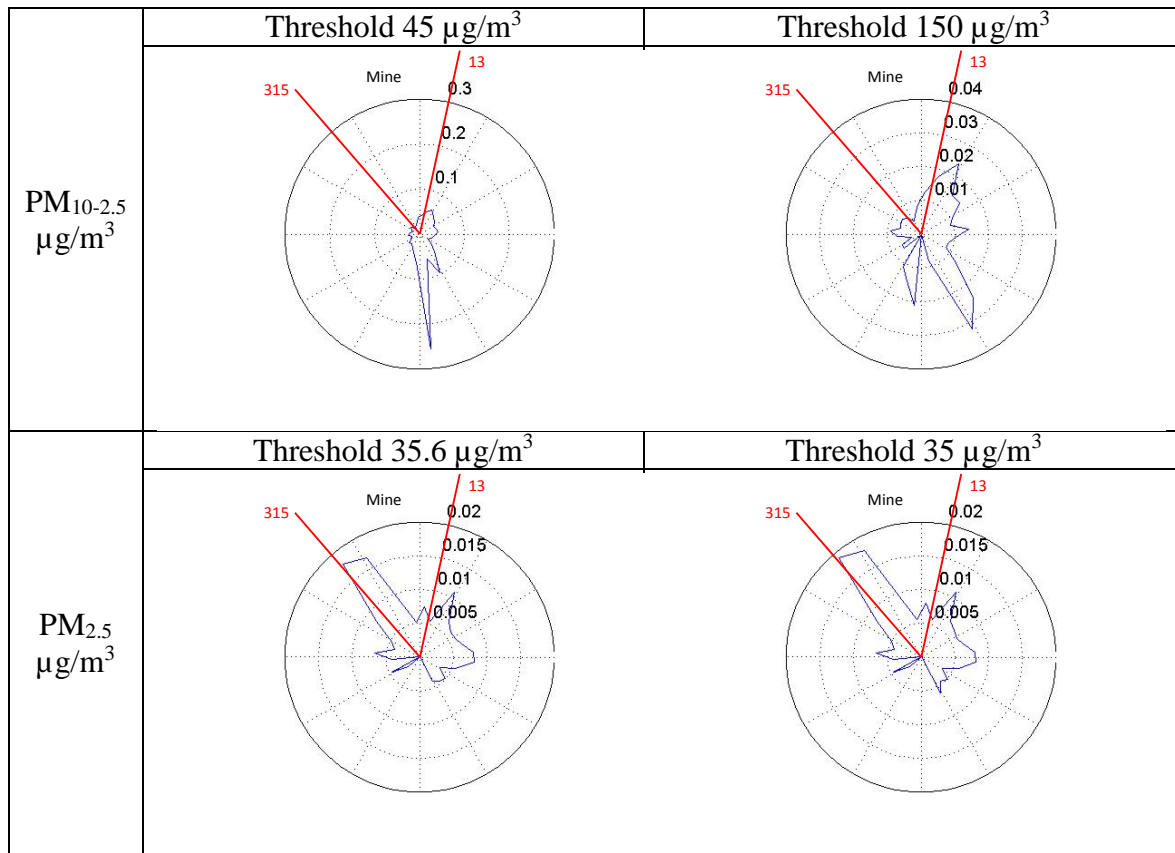 Threshold 45 µg/m³
Threshold 150 µg/m³
PM₁₀₋₂.₅
µg/m³
13
Mine
315
0.3
0.2
0.1
13
Mine
315
0.04
0.03
0.02
0.01
Threshold 35.6 µg/m³
Threshold 35 µg/m³
PM₂.₅
µg/m³
13
Mine
315
0.02
0.015
0.01
0.005
13
Mine
315
0.02
0.015
0.01
0.005